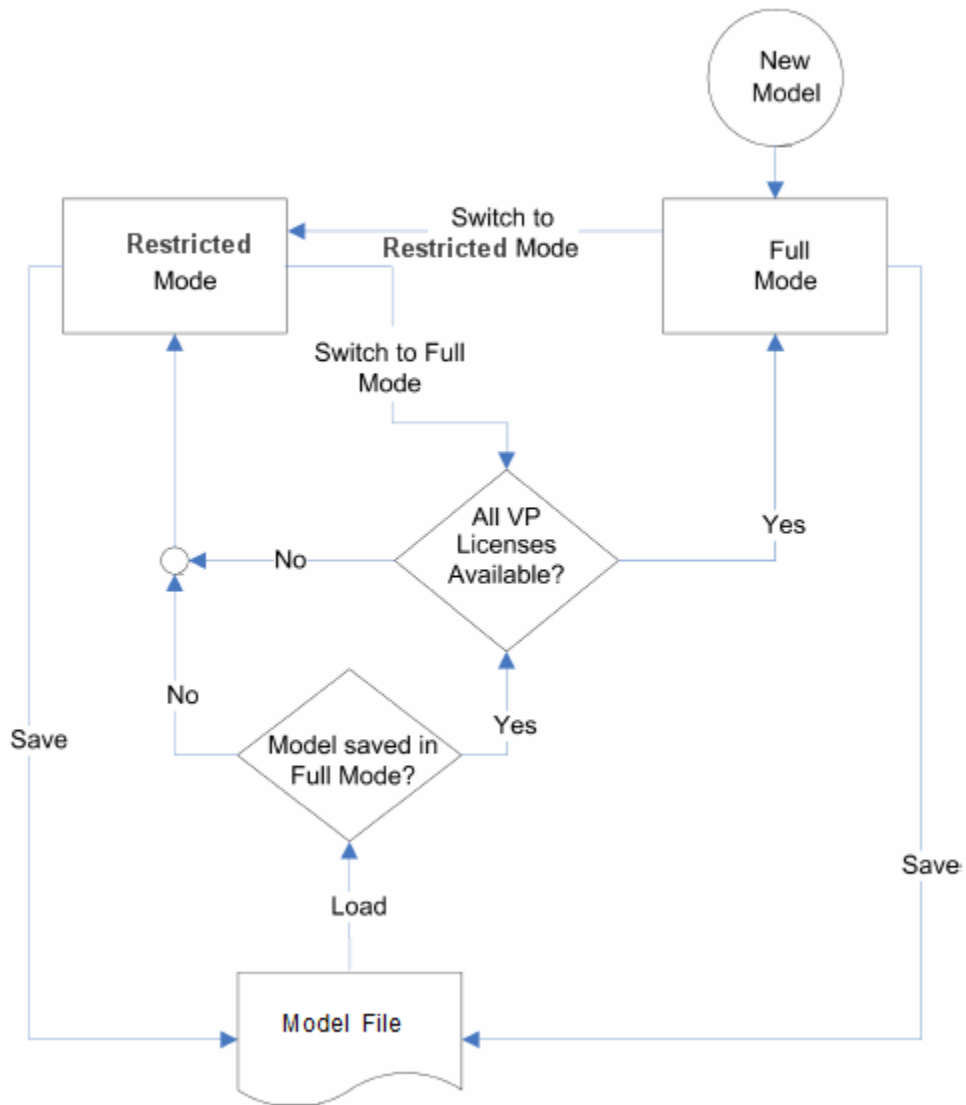 New
Model
Switch to
Restricted Mode
Restricted
Mode
Full
Mode
Switch to Full
Mode
All VP
Licenses
Available?
Yes
No
No
Yes
Save
Model saved in
Full Mode?
Save
Load
Model File